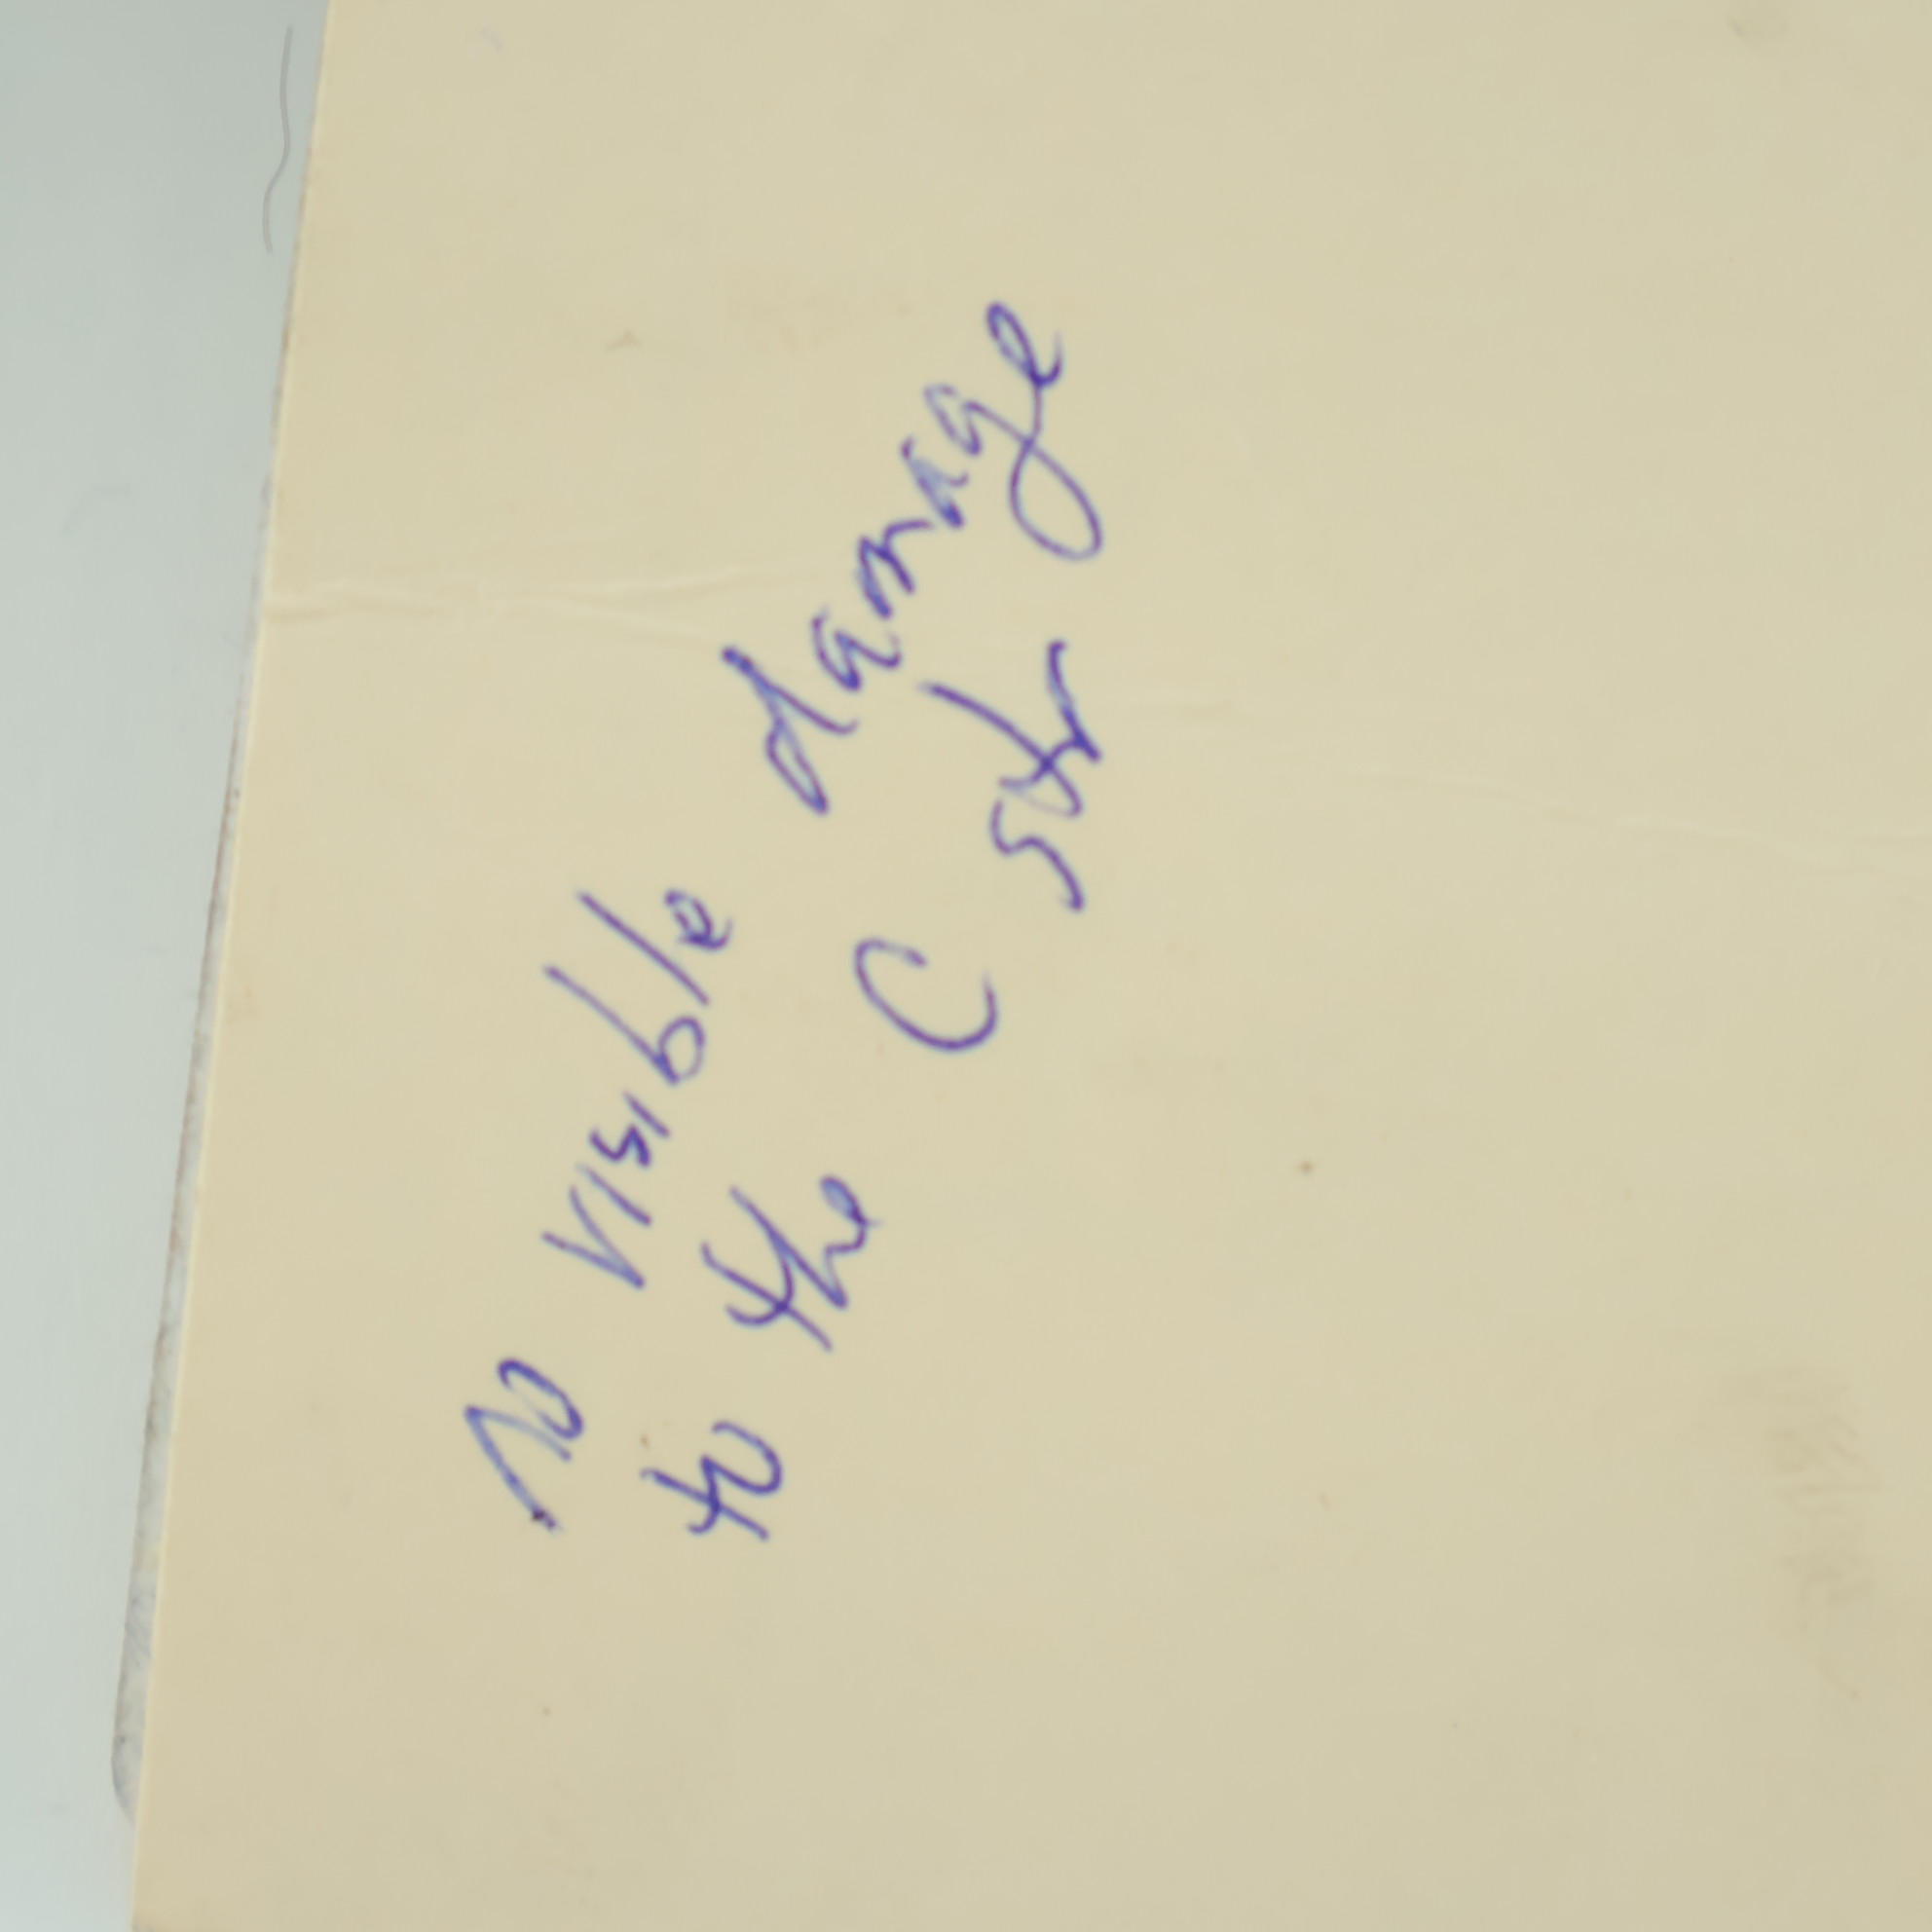 No visible damage
to the C str